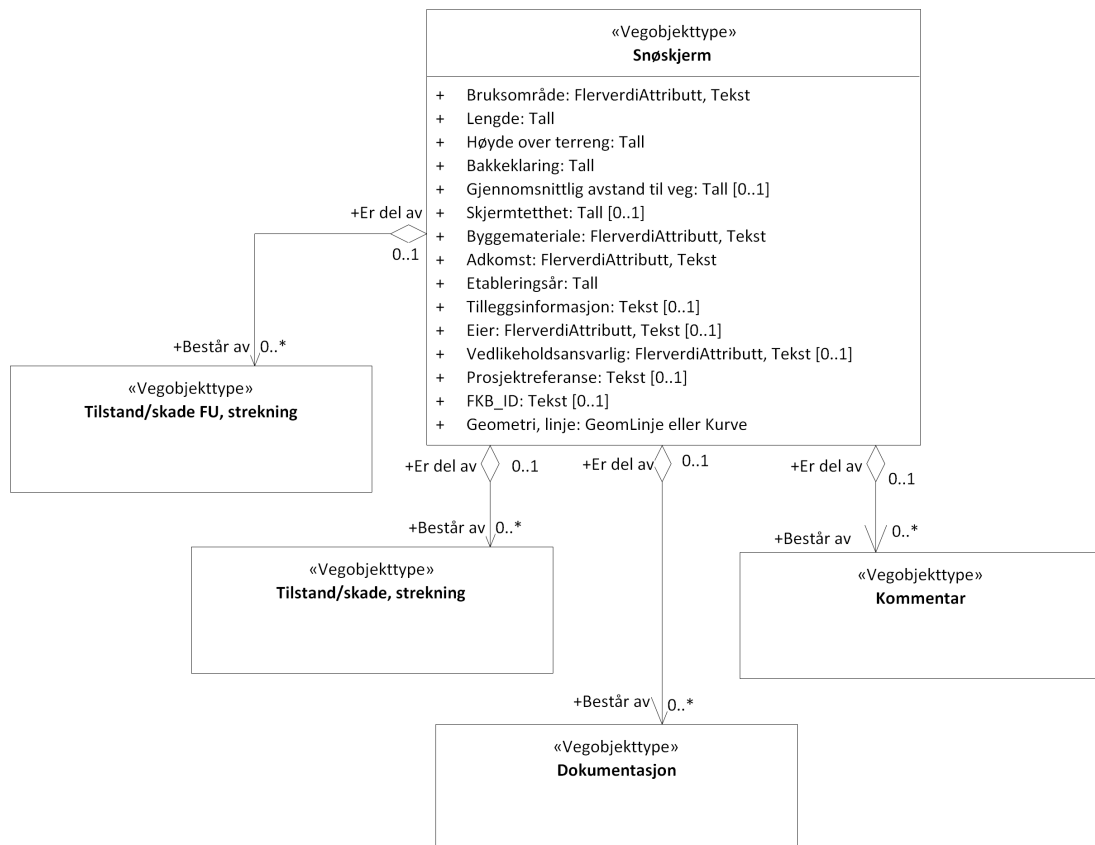 «Vegobjekttype»
Snøskjerm
+ Bruksområde: FlerverdiAttributt, Tekst
+ Lengde: Tall
+ Høyde over terreng: Tall
+ Bakkeklaring: Tall
+ Gjennomsnittlig avstand til veg: Tall [0..1]
+ Skjermtetthet: Tall [0..1]
+ Byggemateriale: FlerverdiAttributt, Tekst
+ Adkomst: FlerverdiAttributt, Tekst
+ Etableringsår: Tall
+ Tilleggsinformasjon: Tekst [0..1]
+ Eier: FlerverdiAttributt, Tekst [0..1]
+ Vedlikeholdsansvarlig: FlerverdiAttributt, Tekst [0..1]
+ Prosjektreferanse: Tekst [0..1]
+ FKB_ID: Tekst [0..1]
+ Geometri, linje: GeomLinje eller Kurve
+Er del av
0..1
+Består av 0..*
«Vegobjekttype»
Tilstand/skade FU, strekning
+Er del av 0..1
+Består av 0..*
«Vegobjekttype»
Tilstand/skade, strekning
+Er del av 0..1
+Består av 0..*
«Vegobjekttype»
Dokumentasjon
+Er del av 0..1
+Består av 0..*
«Vegobjekttype»
Kommentar